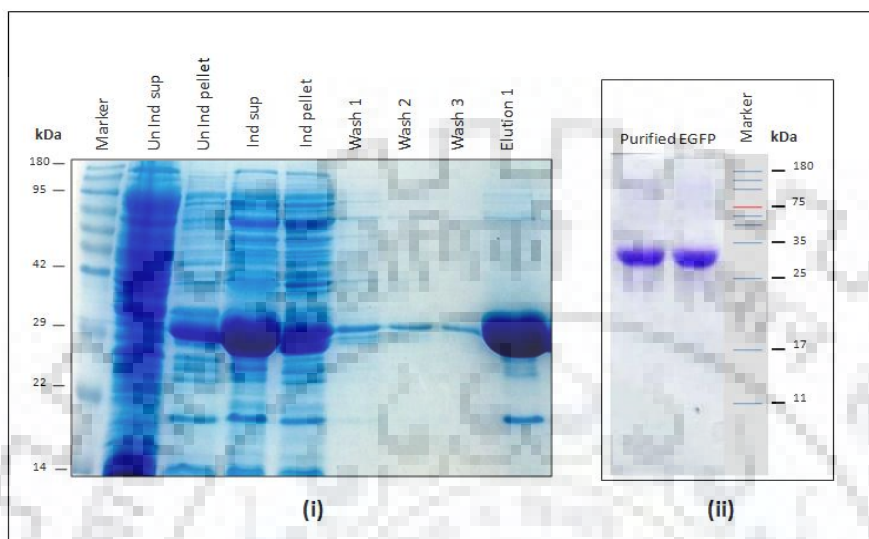 kDa
Marker
Un Ind sup
Un Ind pellet
Ind sup
Ind pellet
Wash 1
Wash 2
Wash 3
Elution 1
180
95
42
29
22
14
(i)
Purified EGFP
Marker
kDa
180
75
35
25
17
11
(ii)